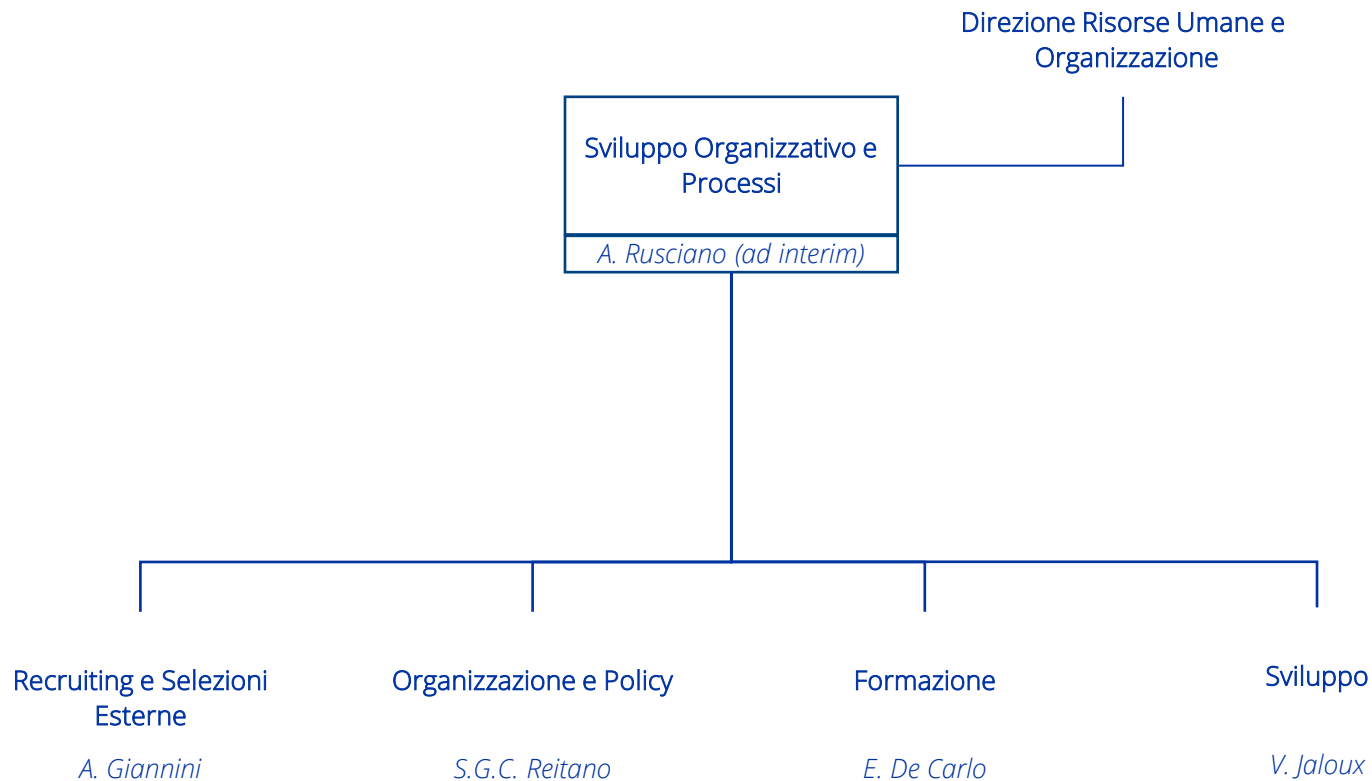 Direzione Risorse Umane e
Organizzazione
Sviluppo Organizzativo e
Processi
A. Rusciano (ad interim)
Recruiting e Selezioni
Esterne
A. Giannini
Organizzazione e Policy
S.G.C. Reitano
Formazione
E. De Carlo
Sviluppo
V. Jaloux